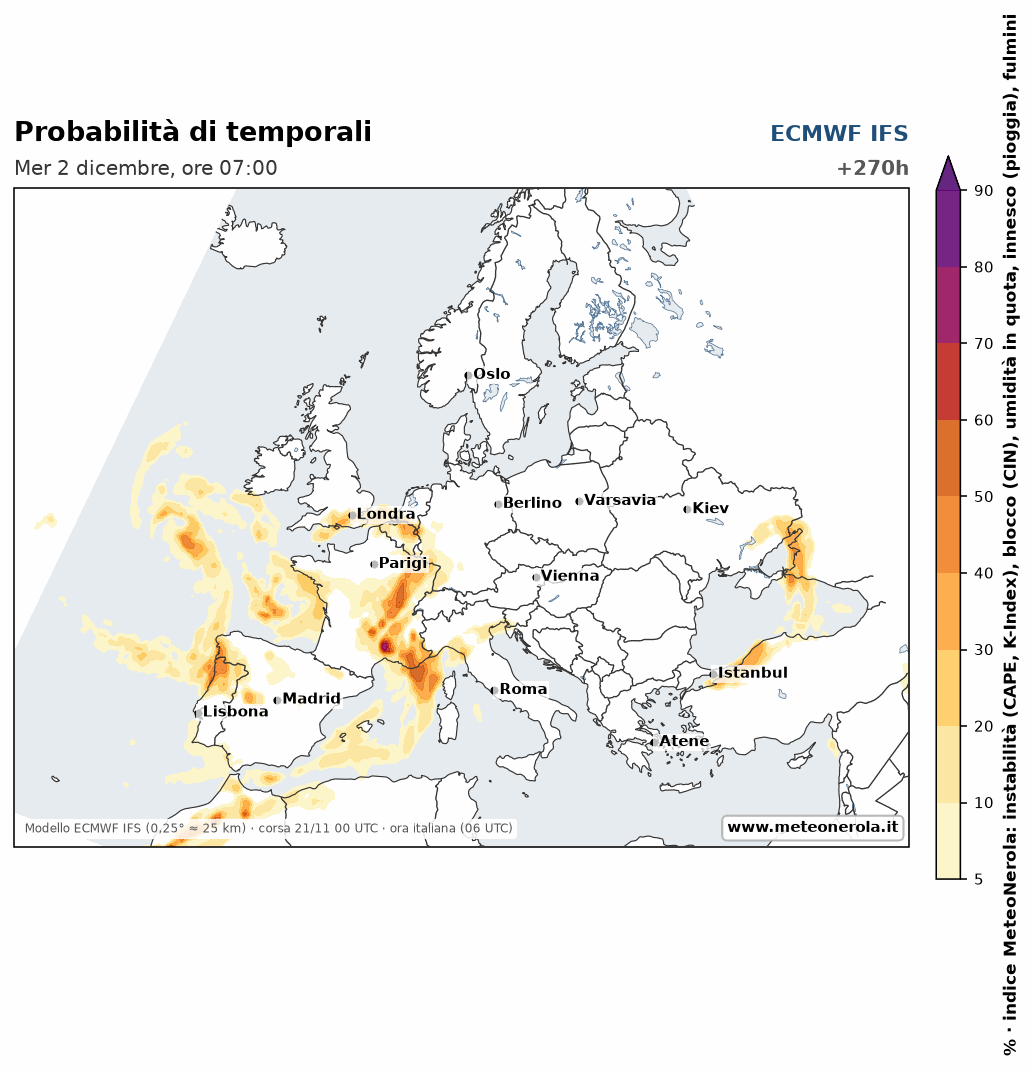 Probabilità di temporali
ECMWF IFS
Mer 2 dicembre, ore 07:00
+270h
Oslo
Londra
Berlino
Varsavia
Kiev
Parigi
Vienna
Istanbul
Roma
Madrid
Lisbona
Atene
Modello ECMWF IFS (0,25° ≈ 25 km) · corsa 21/11 00 UTC · ora italiana (06 UTC)
www.meteonerola.it
90
80
70
60
50
40
30
20
10
5
% · indice MeteoNerola: instabilità (CAPE, K-Index), blocco (CIN), umidità in quota, innesco (pioggia), fulmini